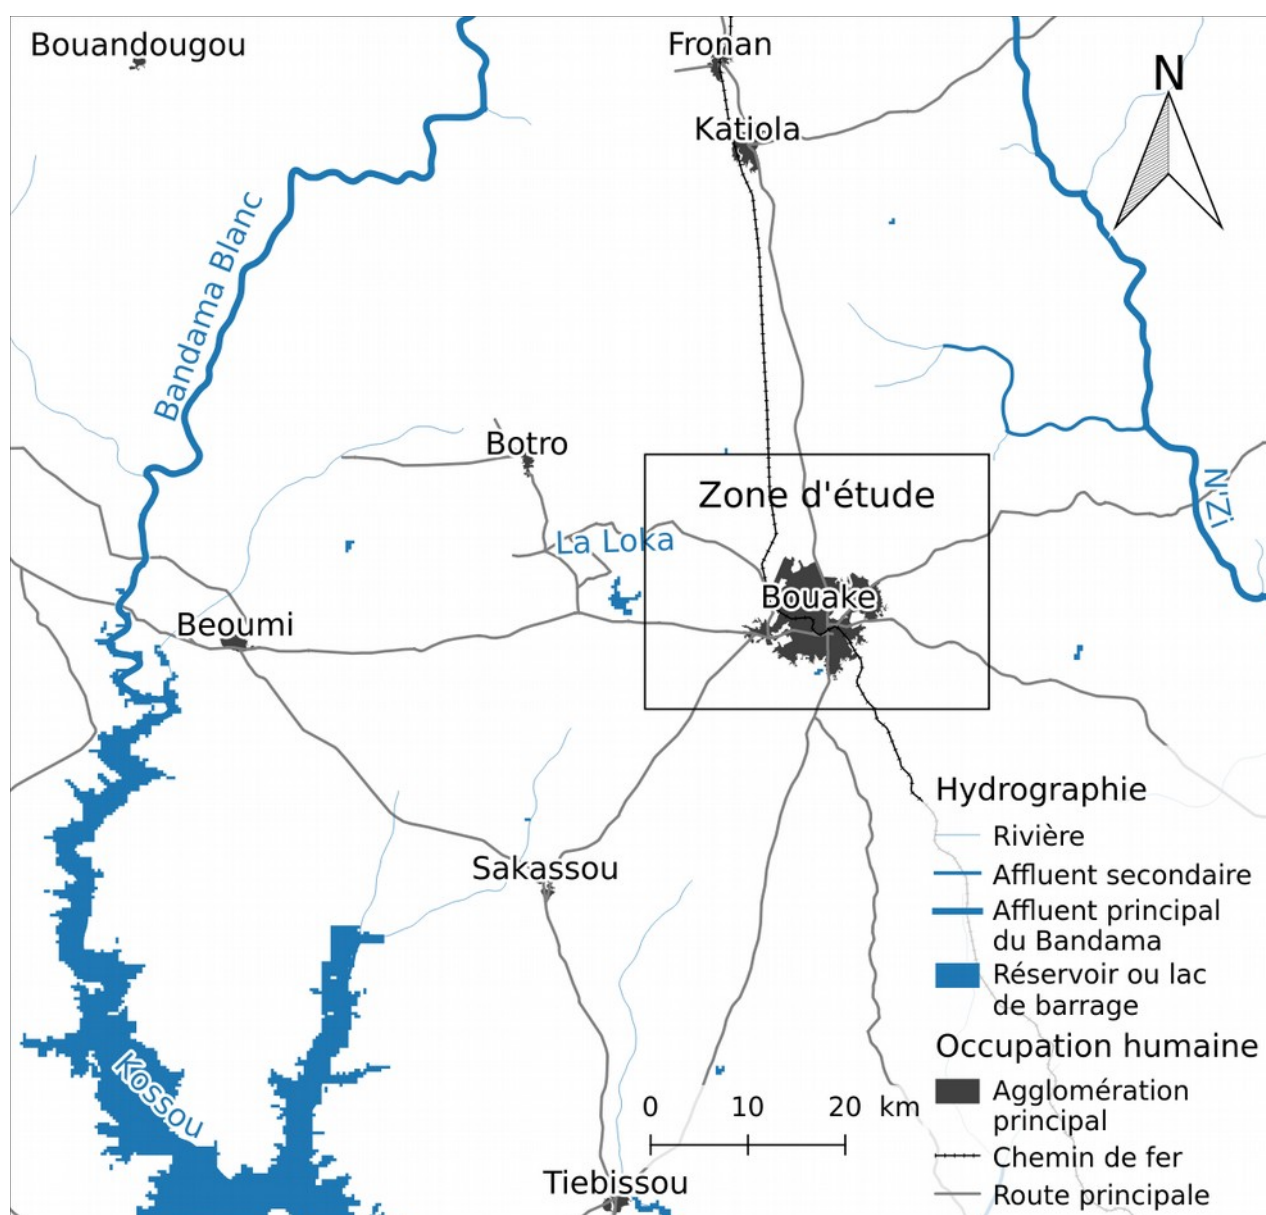 Bouandougou
Fronan
N
Katiola
Bandama Blanc
Botro
Zone d'étude
N'Zi
La Loka
Bouake
Beoumi
Sakassou
Kossou
Tiebissou
0 10 20 km
Hydrographie
Rivière
Affluent secondaire
Affluent principal
du Bandama
Réservoir ou lac
de barrage
Occupation humaine
Agglomération
principal
Chemin de fer
Route principale